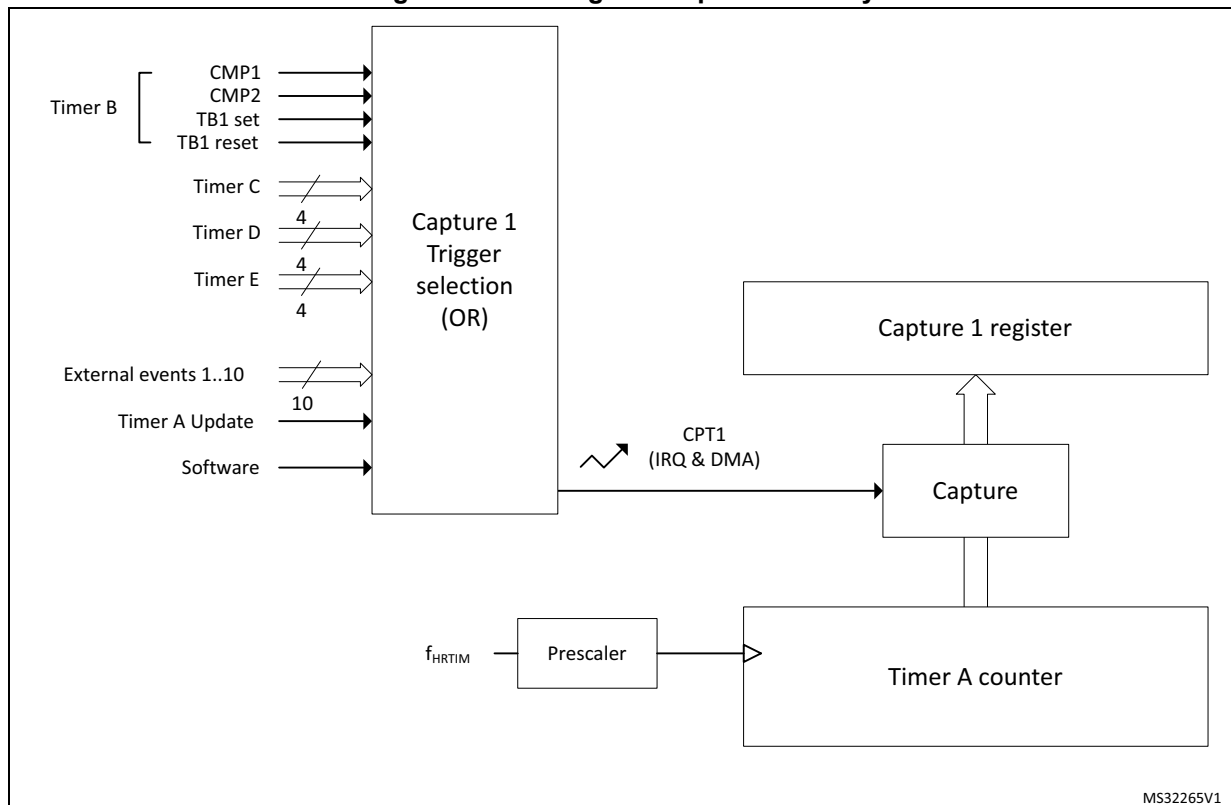 Timer B
CMP1
CMP2
TB1 set
TB1 reset
Timer C
4
Timer D
4
Timer E
4
External events 1..10
10
Timer A Update
Software
Capture 1
Trigger
selection
(OR)
CPT1
(IRQ & DMA)
Capture 1 register
Capture
fHRTIM
Prescaler
Timer A counter
MS32265V1